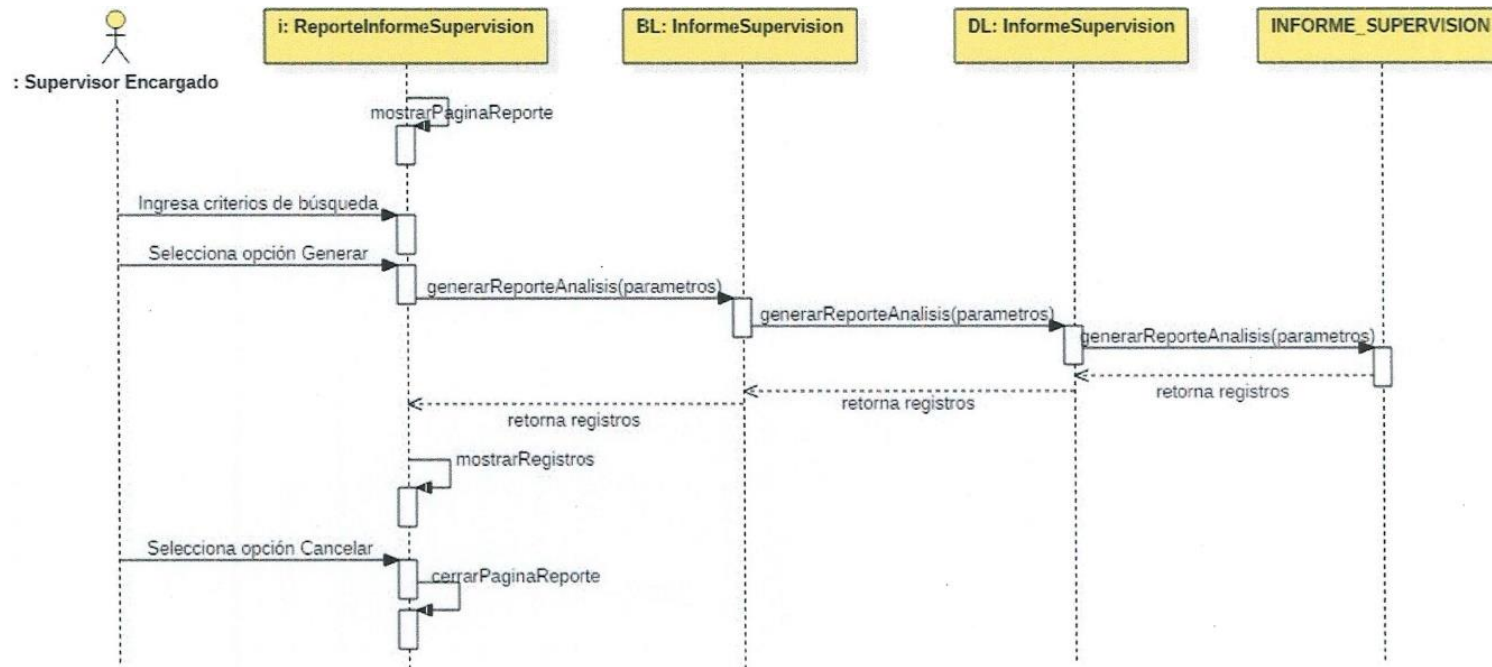 i: ReporteInformeSupervision
BL: InformeSupervision
DL: InformeSupervision
INFORME_SUPERVISION
: Supervisor Encargado
mostrarPaginaReporte
Ingresa criterios de búsqueda
Selecciona opción Generar
generarReporteAnalisis(parametros)
generarReporteAnalisis(parametros)
generarReporteAnalisis(parametros)
retorna registros
retorna registros
retorna registros
mostrarRegistros
Selecciona opción Cancelar
cerrarPaginaReporte